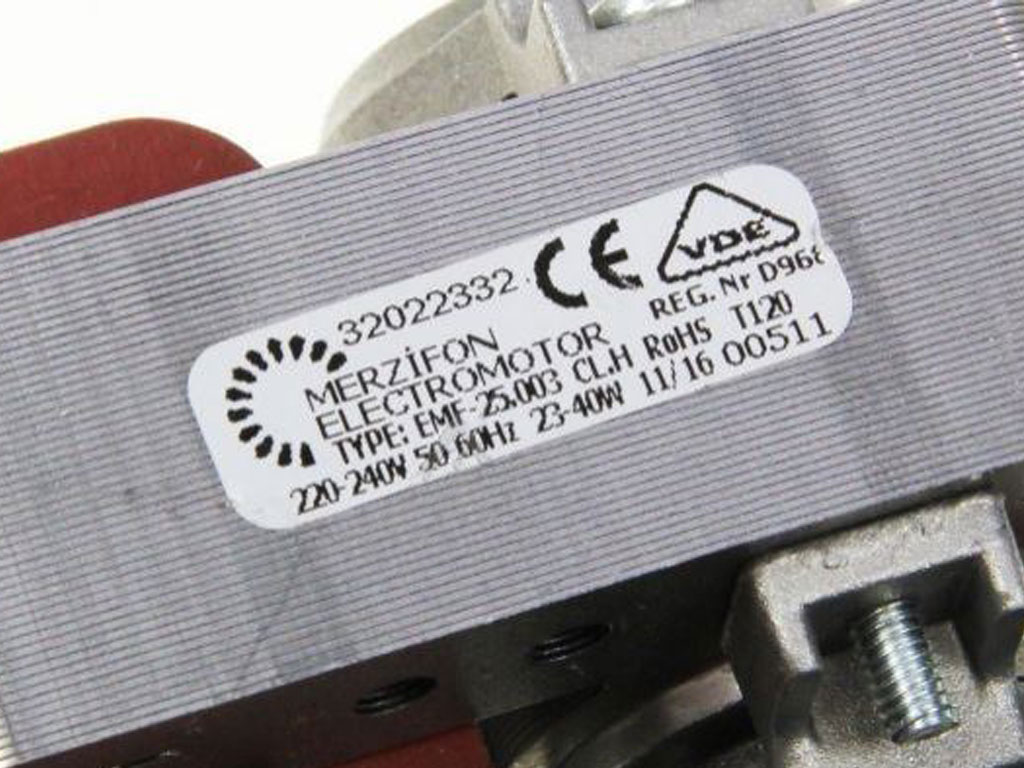 32022332
CE
VDE
REG. Nr D968
MERZİFON
ELECTROMOTOR
TYPE: EMF-25.003 CL.H RoHS T120
220-240V 50-60Hz 23-40W 11/16 00511